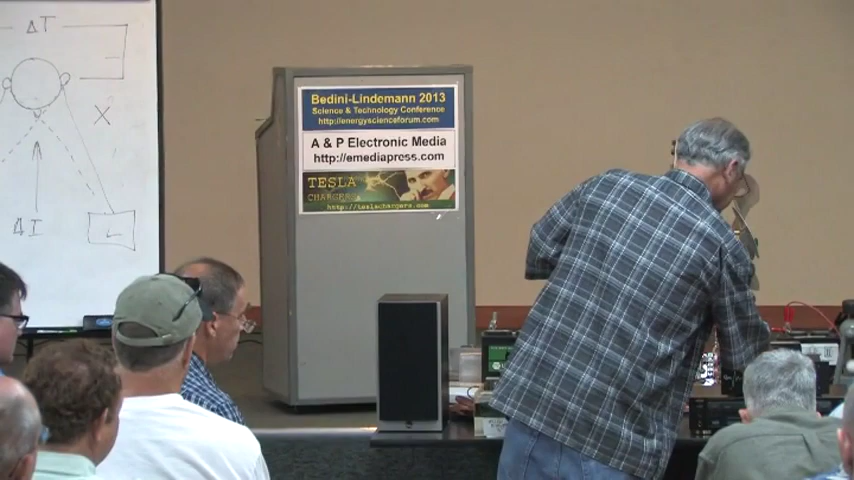 ΔT
X
ΔI
L
Bedini-Lindemann 2013
Science & Technology Conference
http://energyscienceforum.com
A & P Electronic Media
http://emediapress.com
TESLA
CHARGERS
http://teslachargers.com